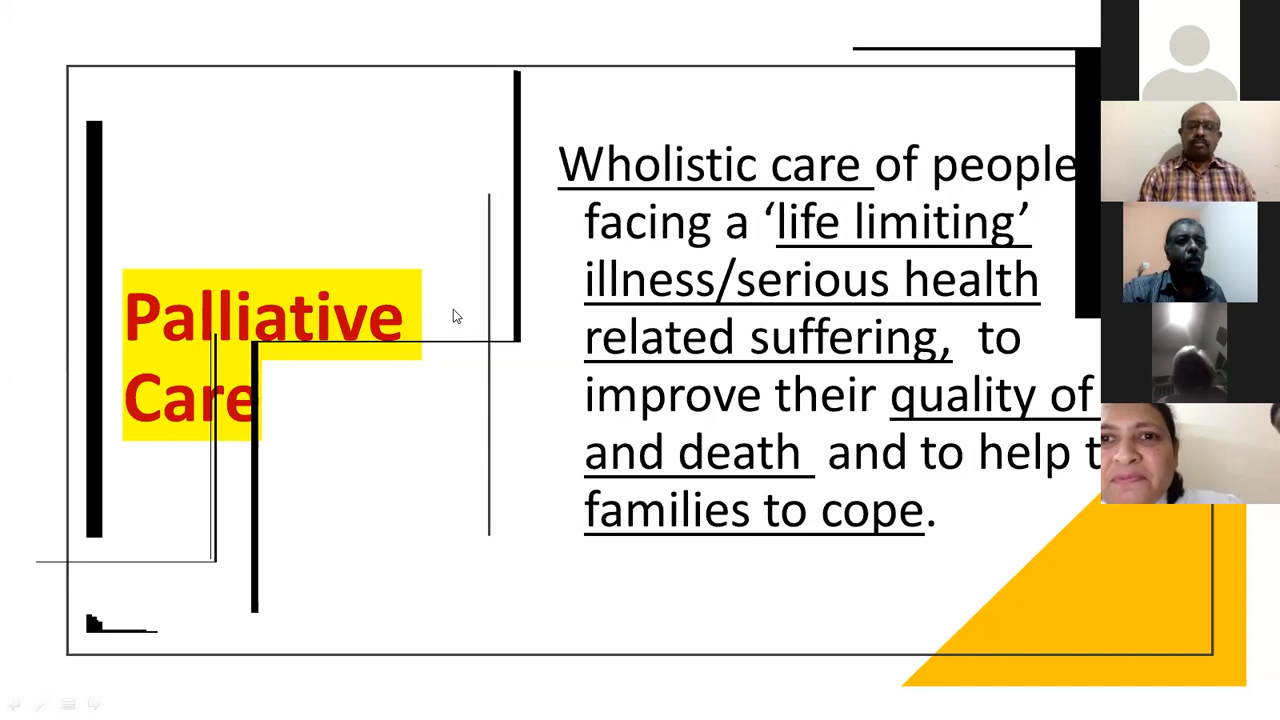 Palliative
Care
Wholistic care of people
facing a ‘life limiting’
illness/serious health
related suffering, to
improve their quality of
and death and to help
families to cope.